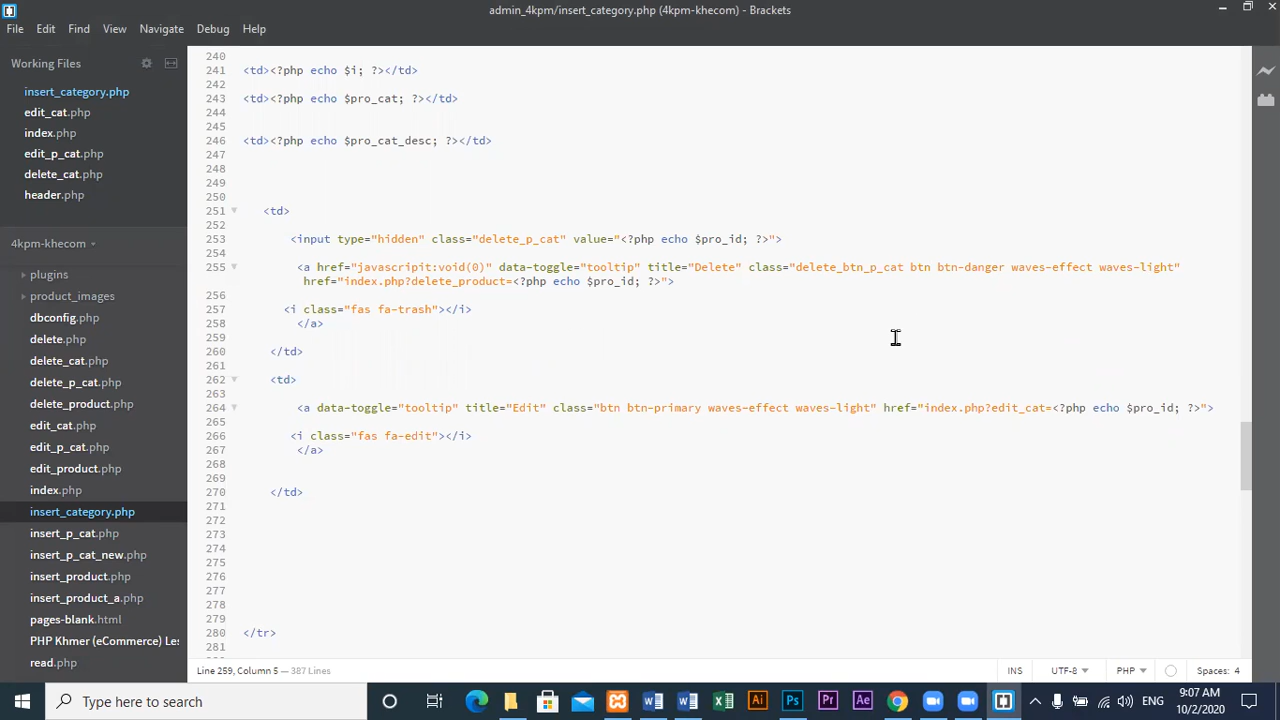 admin_4kpm/insert_category.php (4kpm-khecom) - Brackets
File Edit Find View Navigate Debug Help
Working Files
insert_category.php
edit_cat.php
index.php
edit_p_cat.php
delete_cat.php
header.php
4kpm-khecom
plugins
product_images
dbconfig.php
delete.php
delete_cat.php
delete_p_cat.php
delete_product.php
edit_cat.php
edit_p_cat.php
edit_product.php
index.php
insert_category.php
insert_p_cat.php
insert_p_cat_new.php
insert_product.php
insert_product_a.php
pages-blank.html
PHP Khmer (eCommerce) Les
read.php
240
241 <td><?php echo $i; ?></td>
242
243 <td><?php echo $pro_cat; ?></td>
244
245
246 <td><?php echo $pro_cat_desc; ?></td>
247
248
249
250
251 <td>
252
253 <input type="hidden" class="delete_p_cat" value="<?php echo $pro_id; ?>">
254
255 <a href="javascripit:void(0)" data-toggle="tooltip" title="Delete" class="delete_btn_p_cat btn btn-danger waves-effect waves-light"
href="index.php?delete_product=<?php echo $pro_id; ?>">
256
257 <i class="fas fa-trash"></i>
258 </a>
259
260 </td>
261
262 <td>
263
264 <a data-toggle="tooltip" title="Edit" class="btn btn-primary waves-effect waves-light" href="index.php?edit_cat=<?php echo $pro_id; ?>">
265
266 <i class="fas fa-edit"></i>
267 </a>
268
269
270 </td>
271
272
273
274
275
276
277
278
279
280 </tr>
281
Line 259, Column 5 — 387 Lines
INS UTF-8 PHP Spaces: 4
Type here to search
Ai Ps Pr Ae
ENG
9:07 AM
10/2/2020